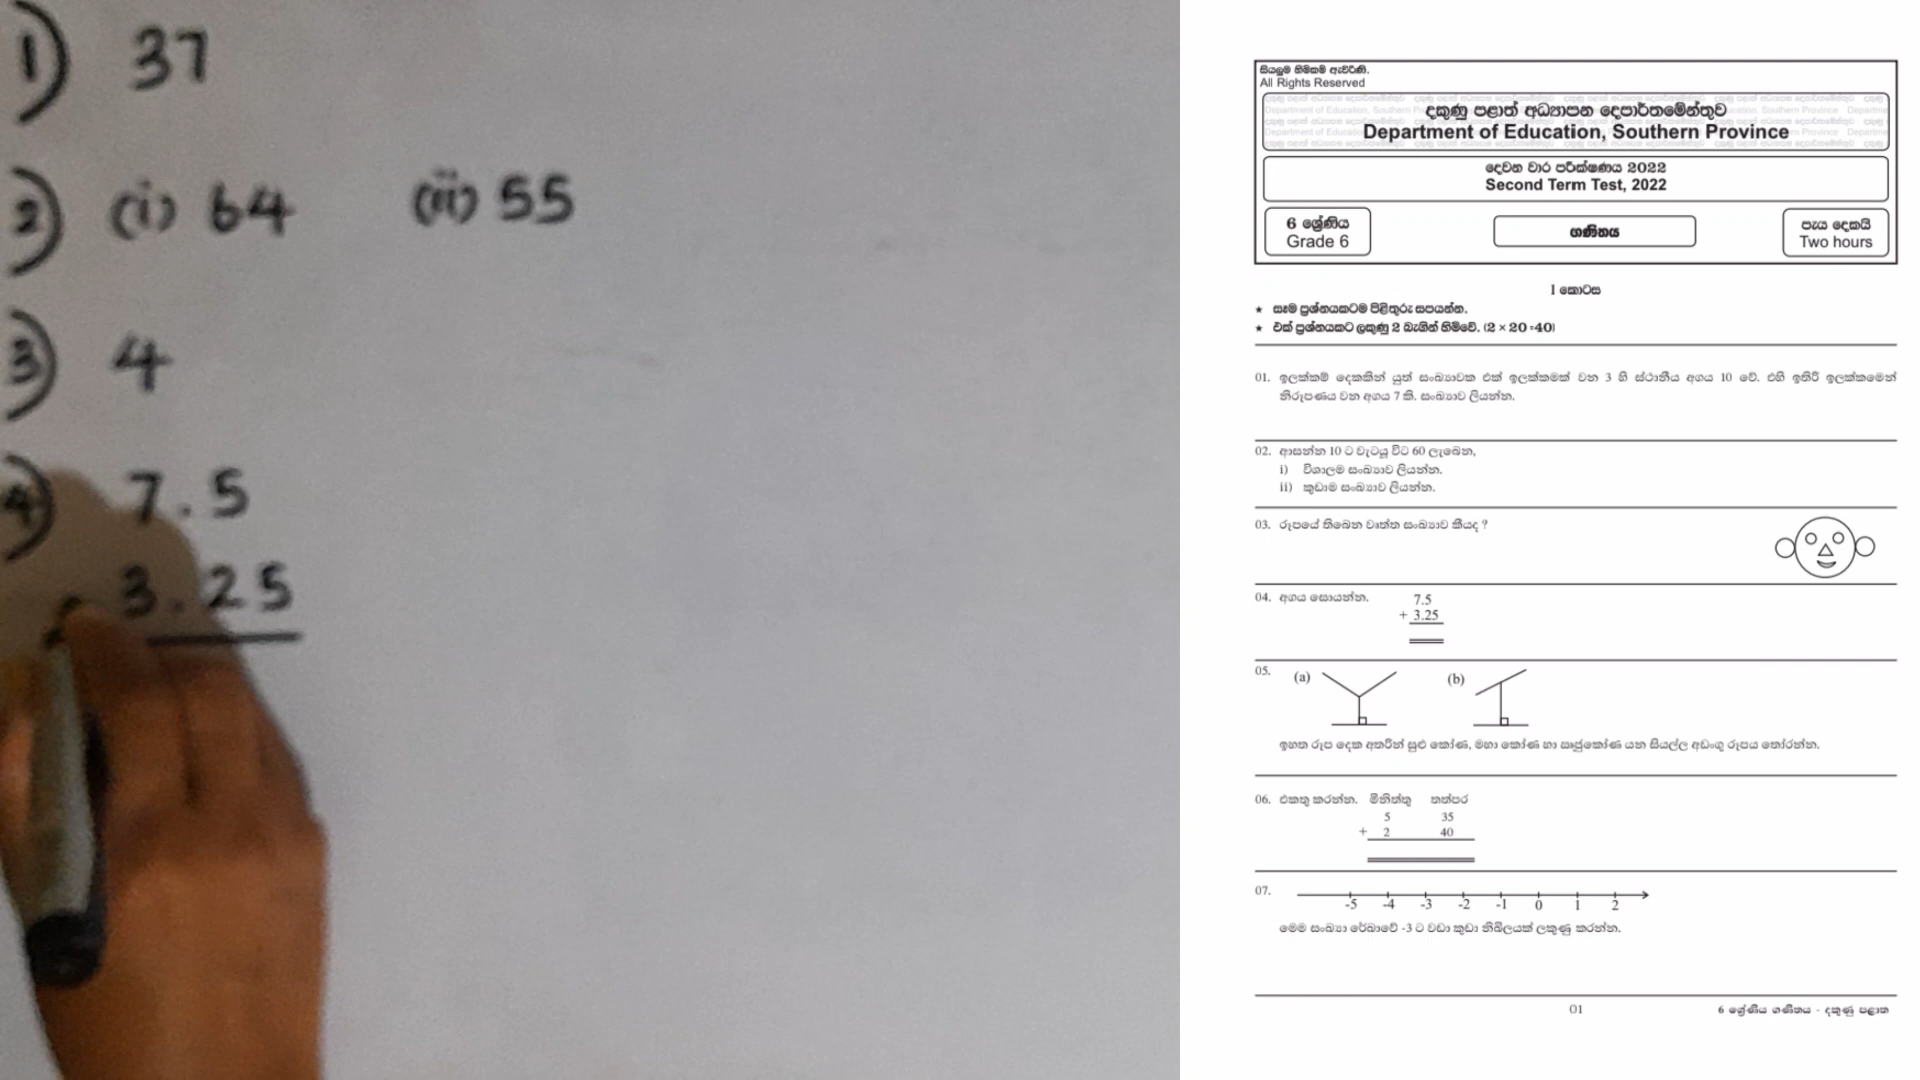 1) 37
2) (i) 64 (ii) 55
3) 4
4) 7.5
3.25
සියලුම හිමිකම් ඇවිරිණි.
All Rights Reserved
දකුණු පළාත් අධ්‍යාපන දෙපාර්තමේන්තුව
Department of Education, Southern Province
දෙවන වාර පරීක්ෂණය 2022
Second Term Test, 2022
6 ශ්‍රේණිය
Grade 6
ගණිතය
පැය දෙකයි
Two hours
I කොටස
★ සෑම ප්‍රශ්නයකටම පිළිතුරු සපයන්න.
★ එක් ප්‍රශ්නයකට ලකුණු 2 බැගින් හිමිවේ. (2 × 20 =40)
01. ඉලක්කම් දෙකකින් යුත් සංඛ්‍යාවක එක් ඉලක්කමක් වන 3 හි ස්ථානීය අගය 10 වේ. එහි ඉතිරි ඉලක්කමෙන්
නිරූපණය වන අගය 7 කි. සංඛ්‍යාව ලියන්න.
02. ආසන්න 10 ට වැටයූ විට 60 ලැබෙන,
i) විශාලම සංඛ්‍යාව ලියන්න.
ii) කුඩාම සංඛ්‍යාව ලියන්න.
03. රූපයේ තිබෙන වෘත්ත සංඛ්‍යාව කීයද ?
04. අගය සොයන්න. 7.5
+ 3.25
05. (a) (b)
ඉහත රූප දෙක අතරින් සුළු කෝණ, මහා කෝණ හා සෘජුකෝණ යන සියල්ල අඩංගු රූපය තෝරන්න.
06. එකතු කරන්න. මිනිත්තු තත්පර
5 35
+ 2 40
07.
-5 -4 -3 -2 -1 0 1 2
මෙම සංඛ්‍යා රේඛාවේ -3 ට වඩා කුඩා නිඛිලයක් ලකුණු කරන්න.
01
6 ශ්‍රේණිය ගණිතය - දකුණු පළාත